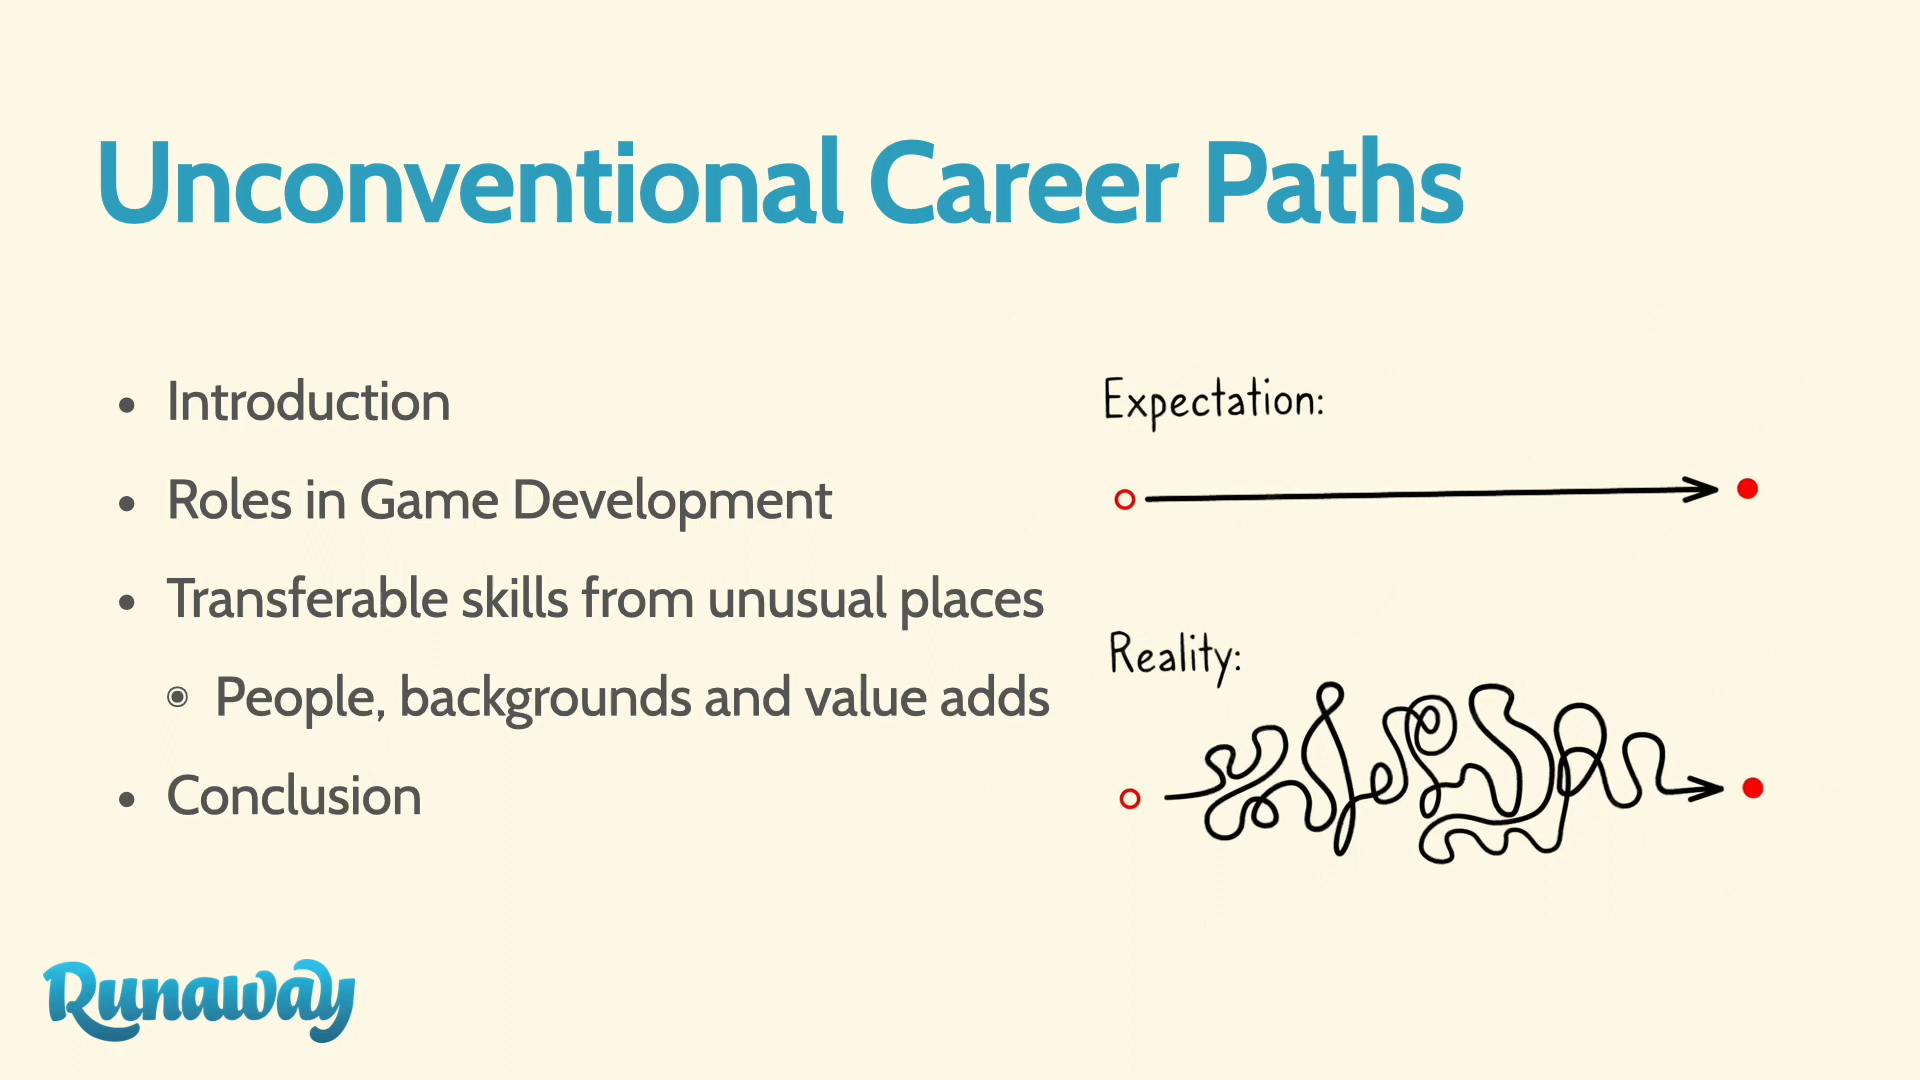 Unconventional Career Paths
Introduction
Roles in Game Development
Transferable skills from unusual places
People, backgrounds and value adds
Conclusion
Expectation:
Reality:
Runaway